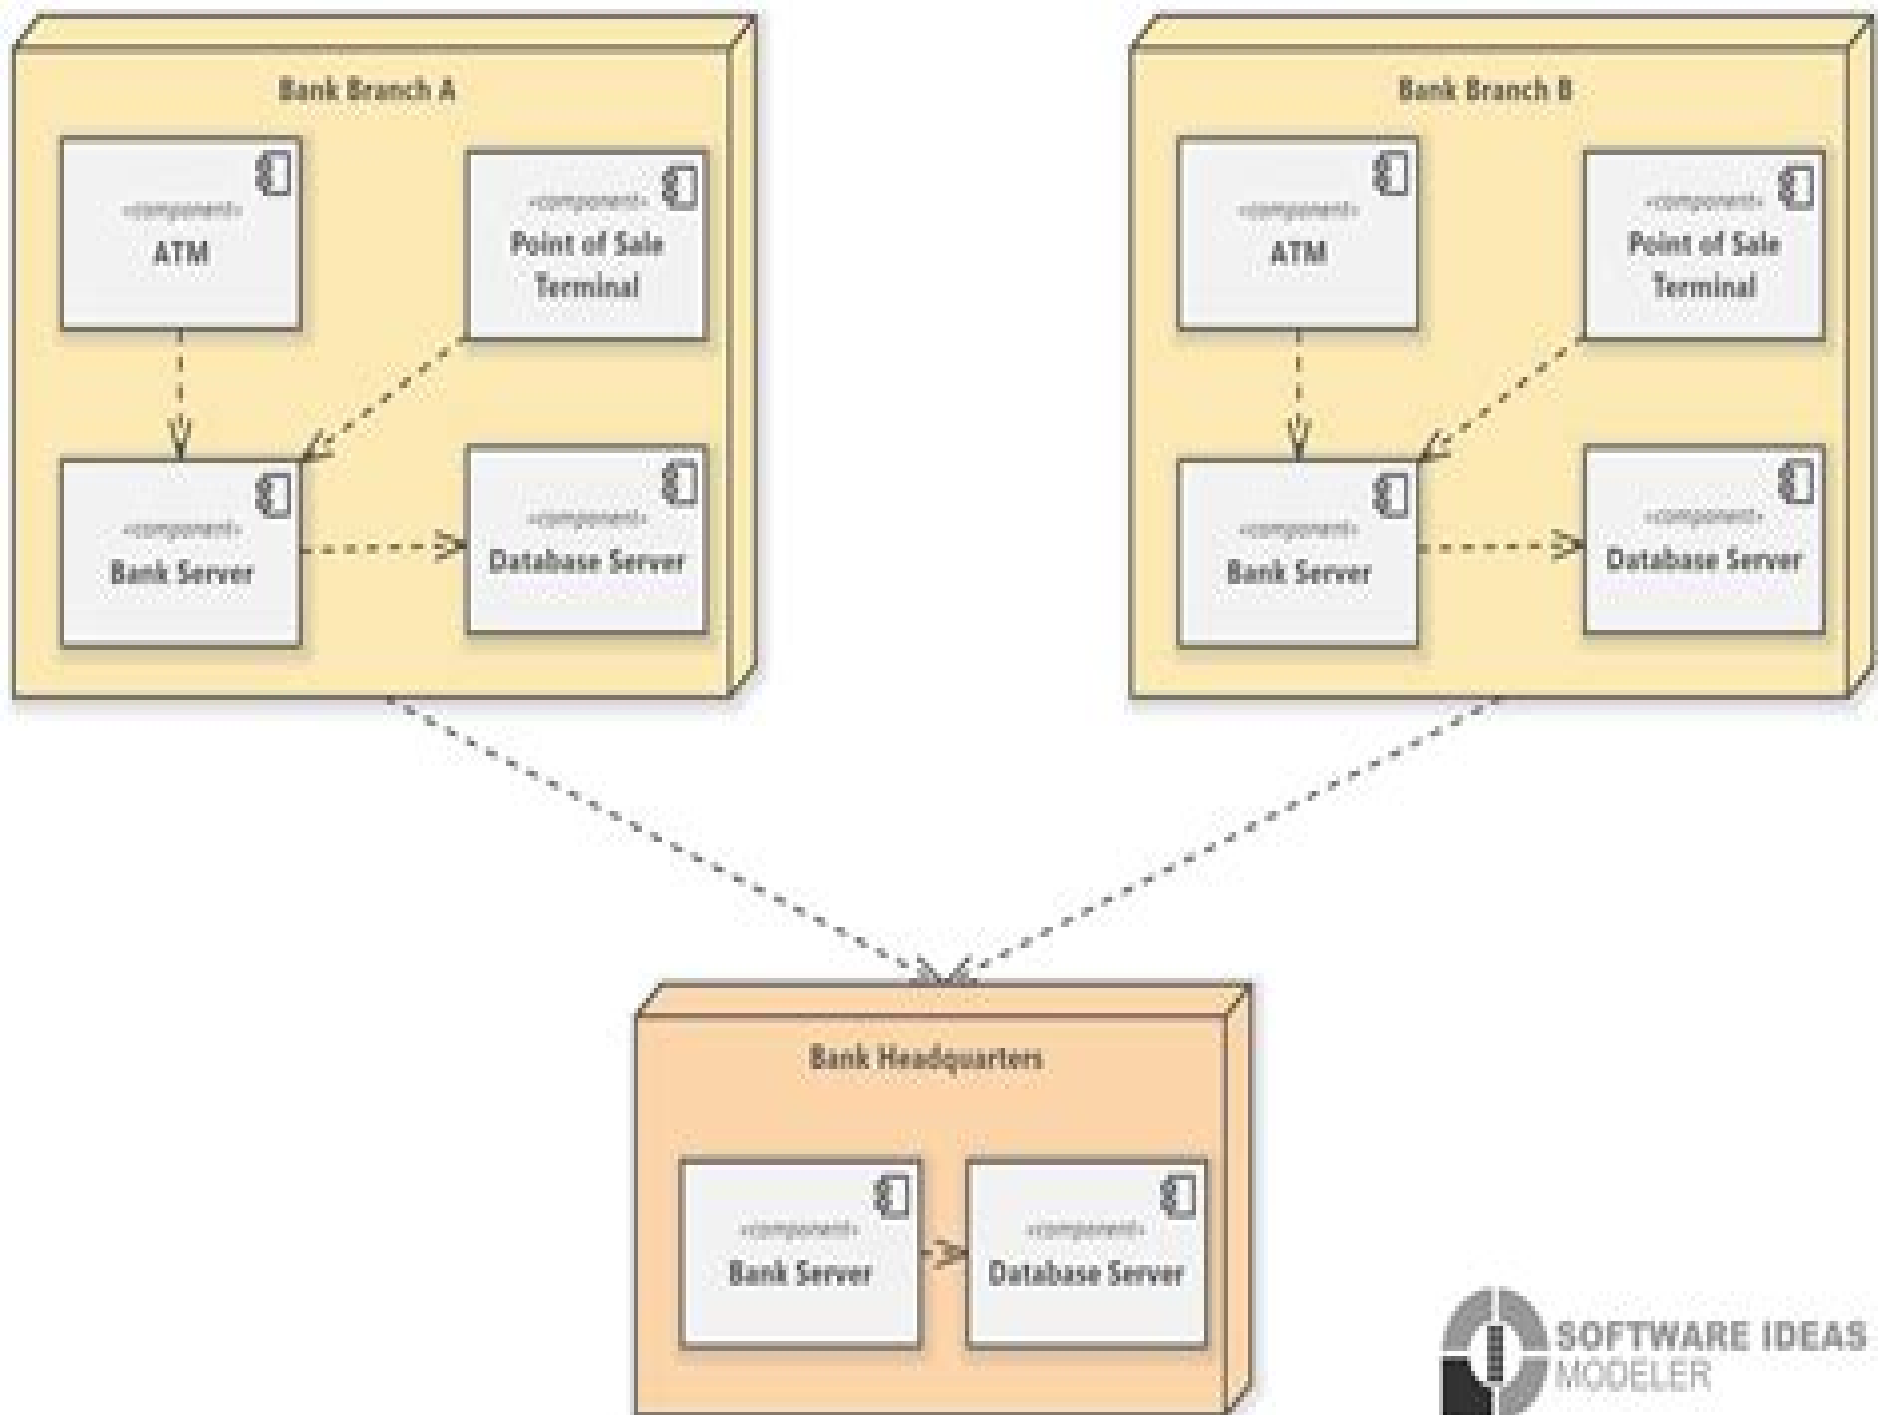 Bank Branch A
«component»
ATM
«component»
Point of Sale
Terminal
«component»
Bank Server
«component»
Database Server
Bank Branch B
«component»
ATM
«component»
Point of Sale
Terminal
«component»
Bank Server
«component»
Database Server
Bank Headquarters
«component»
Bank Server
«component»
Database Server
SOFTWARE IDEAS
MODELER